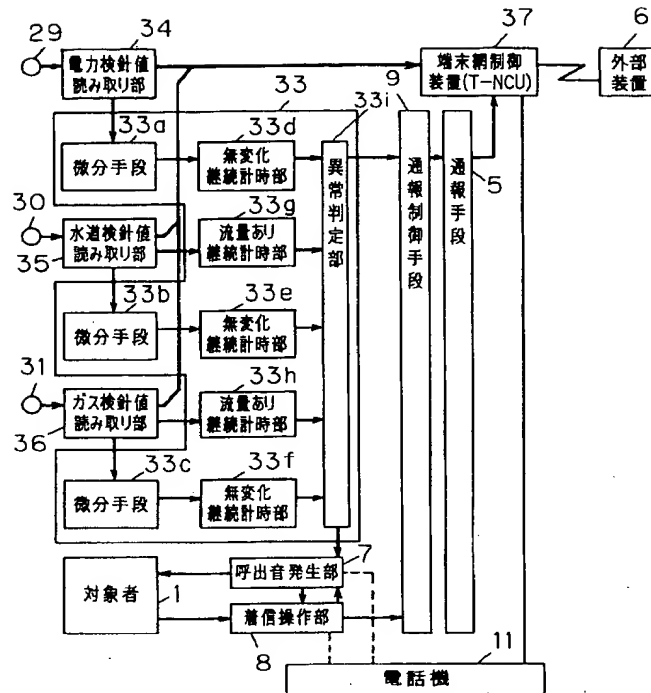 34
37
6
29
電力検針値
読み取り部
端末網制御
装置(T-NCU)
外部
装置
33
33i
9
33a
33d
微分手段
無変化
継続計時部
異常判定部
通報制御手段
通報手段
5
30
33g
水道検針値
読み取り部
流量あり
継続計時部
35
33b
33e
微分手段
無変化
継続計時部
31
33h
ガス検針値
読み取り部
流量あり
継続計時部
36
33c
33f
微分手段
無変化
継続計時部
7
対象者
呼出音発生部
1
着信操作部
8
11
電話機